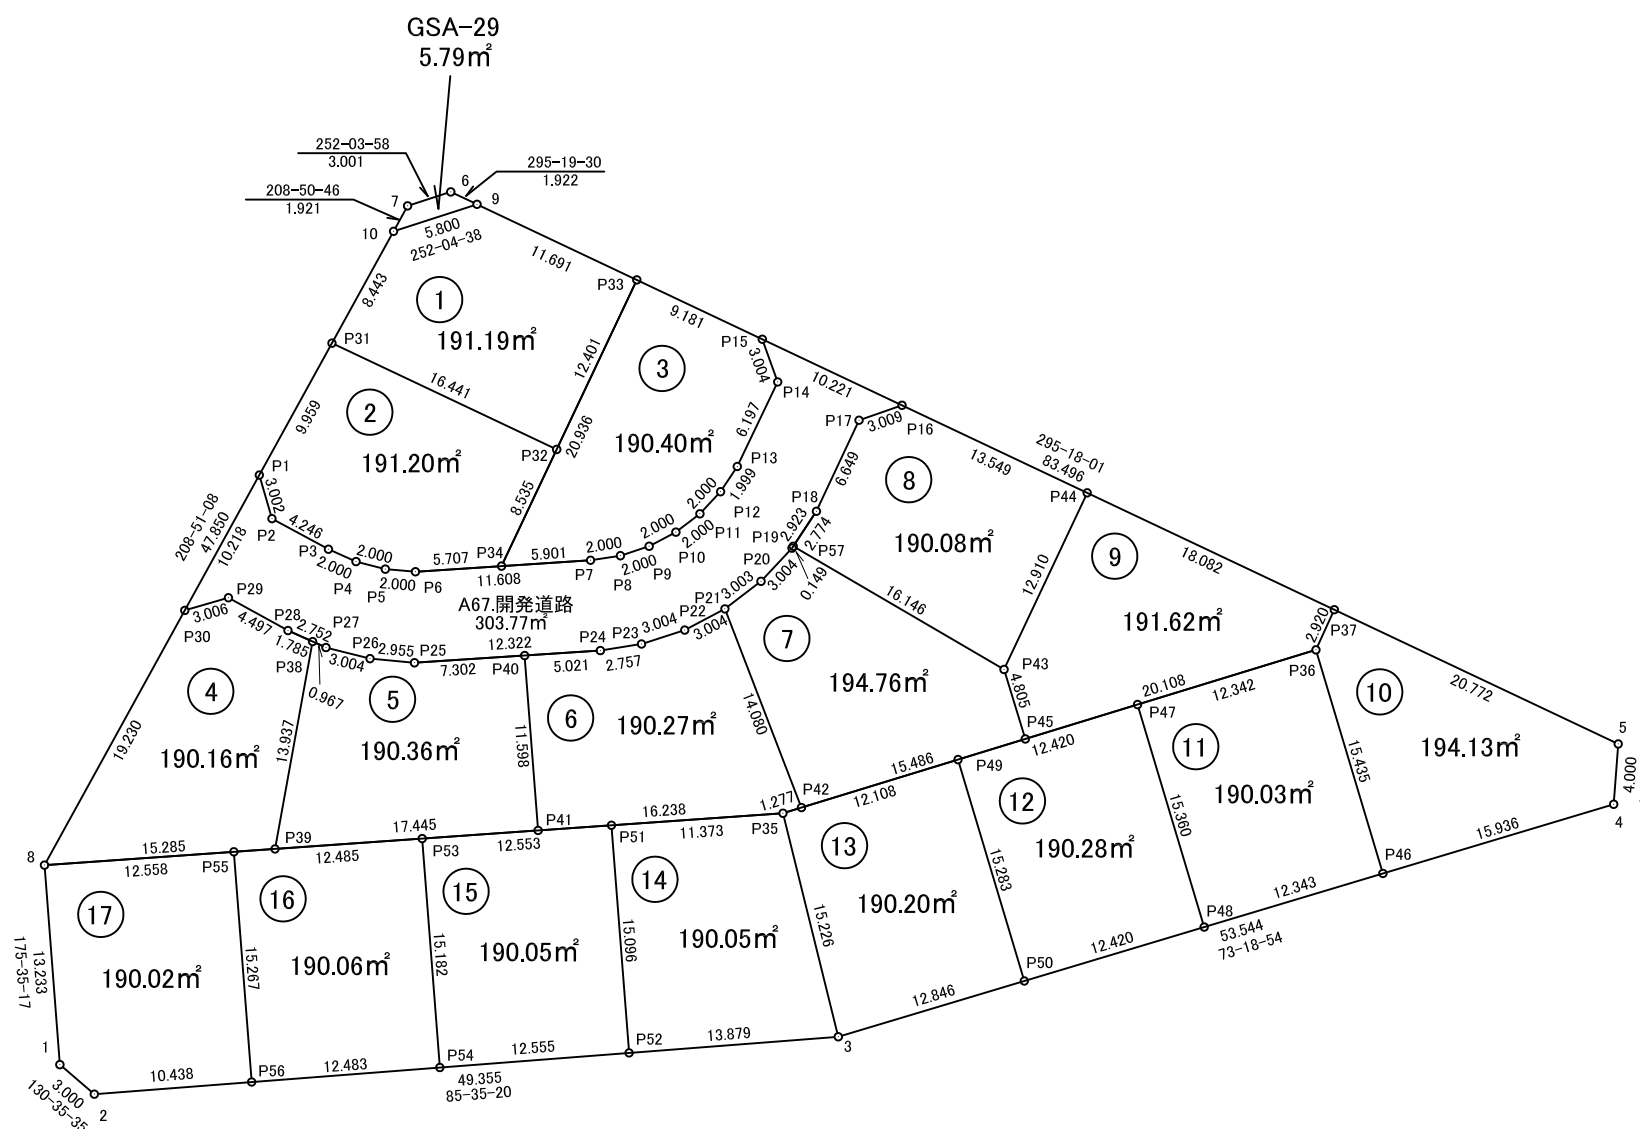 GSA-29
5.79㎡
252-03-58
3.001
295-19-30
1.922
208-50-46
1.921
7
6
9
10
5.800
252-04-38
11.691
8.443
①
191.19㎡
P33
9.181
P31
16.441
12.401
③
P15
3.004
10.221
P14
②
191.20㎡
9.959
P32
20.936
190.40㎡
6.197
P17
3.009
P16
295-18-01
83.496
13.549
P1
3.002
P2
4.246
P3
2.000
P4
2.000
P5
2.000
P6
5.707
8.535
P34
5.901
11.608
2.000
P7
P8
2.000
P9
2.000
P10
2.000
P11
2.000
P12
1.999
P13
6.649
⑧
P44
P18
2.923
2.774
P19
P57
190.08㎡
12.910
⑨
18.082
208-51-08
47.850
10.218
A67.開発道路
303.77㎡
P20
3.004
0.149
3.003
16.146
191.62㎡
2.920
P37
P29
3.006
P30
4.497
P28
2.752
P27
1.785
P38
3.004
0.967
P26
2.955
P25
7.302
12.322
P40
5.021
P24
2.757
P23
3.004
P22
3.004
P21
⑦
194.76㎡
P43
4.805
P36
20.772
④
190.16㎡
19.230
13.937
⑤
190.36㎡
11.598
⑥
190.27㎡
14.080
P45
20.108
12.342
P47
12.420
⑩
194.13㎡
5
4.000
4
15.435
15.936
⑪
190.03㎡
15.486
P49
12.108
P42
1.277
P35
16.238
11.373
P51
P41
12.553
17.445
P53
12.485
P39
15.285
12.558
P55
8
⑫
190.28㎡
15.360
P46
12.343
P48
53.544
73-18-54
⑬
190.20㎡
15.283
P50
12.420
12.846
15.226
3
⑭
190.05㎡
15.096
P52
13.879
⑮
190.05㎡
15.182
P54
12.555
49.355
85-35-20
⑯
190.06㎡
15.267
P56
12.483
⑰
190.02㎡
13.233
175-35-17
1
3.000
130-35-35
2
10.438